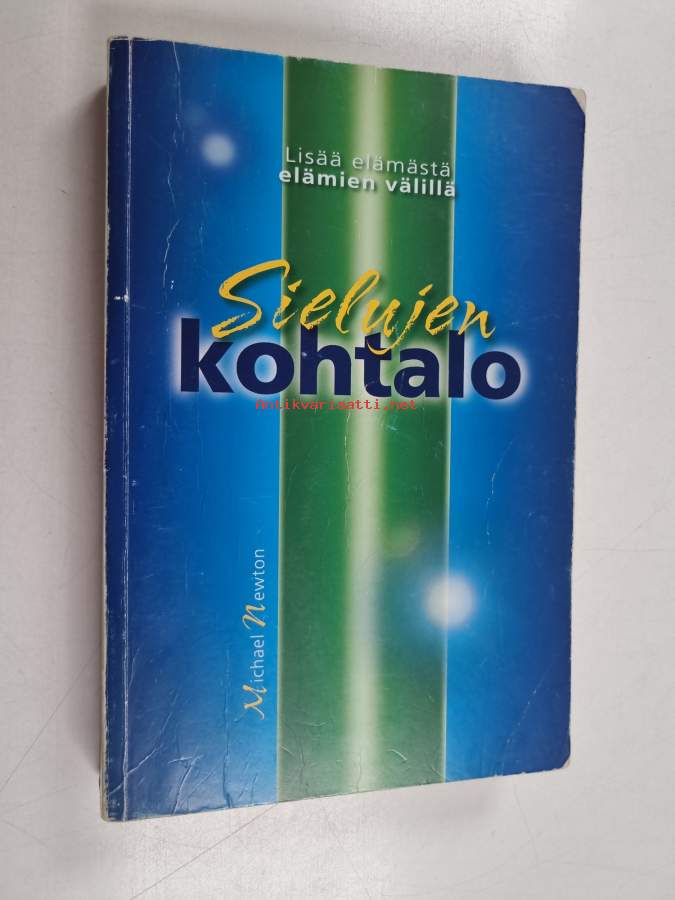 Lisää elämästä
elämien välillä
Sielujen
kohtalo
antikvariaatti.net
Michael Newton